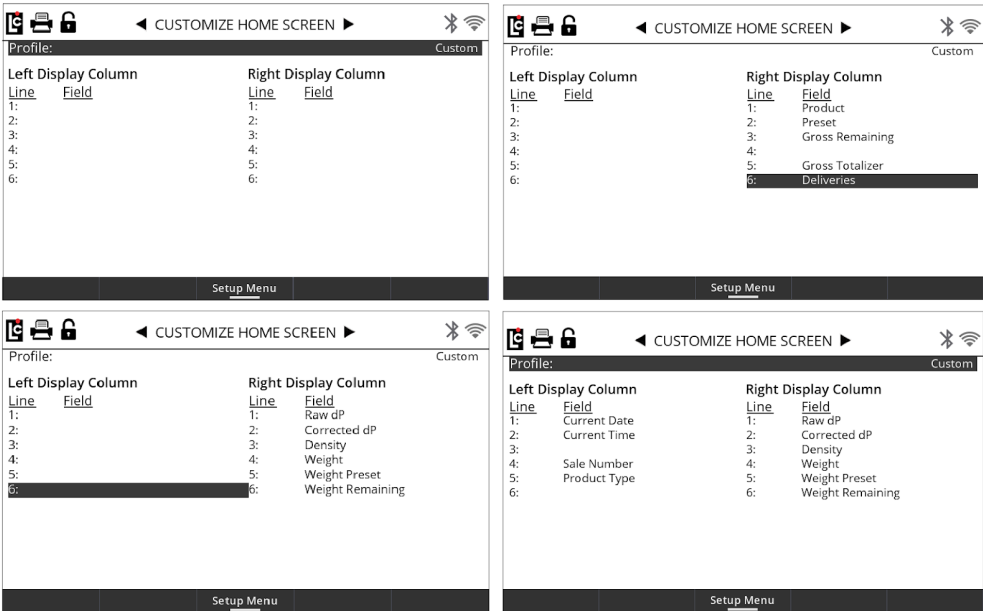 LC CUSTOMIZE HOME SCREEN
Profile: Custom
Left Display Column Right Display Column
Line Field Line Field
1: 1:
2: 2:
3: 3:
4: 4:
5: 5:
6: 6:
Setup Menu
LC CUSTOMIZE HOME SCREEN
Profile: Custom
Left Display Column Right Display Column
Line Field Line Field
1: 1: Product
2: 2: Preset
3: 3: Gross Remaining
4: 4:
5: 5: Gross Totalizer
6: 6: Deliveries
Setup Menu
LC CUSTOMIZE HOME SCREEN
Profile: Custom
Left Display Column Right Display Column
Line Field Line Field
1: 1: Raw dP
2: 2: Corrected dP
3: 3: Density
4: 4: Weight
5: 5: Weight Preset
6: 6: Weight Remaining
Setup Menu
LC CUSTOMIZE HOME SCREEN
Profile: Custom
Left Display Column Right Display Column
Line Field Line Field
1: Current Date 1: Raw dP
2: Current Time 2: Corrected dP
3: 3: Density
4: Sale Number 4: Weight
5: Product Type 5: Weight Preset
6: 6: Weight Remaining
Setup Menu